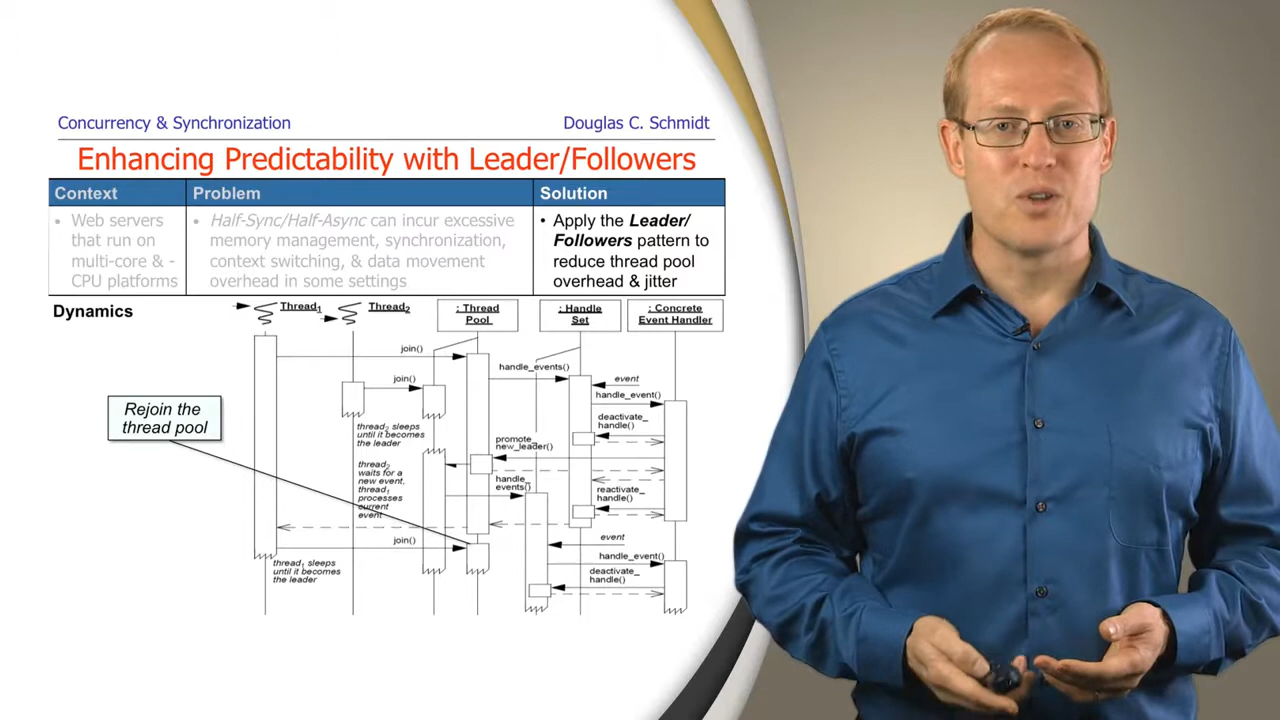 Concurrency & Synchronization
Douglas C. Schmidt
Enhancing Predictability with Leader/Followers
Context
Problem
Solution
• Web servers
that run on
multi-core & -
CPU platforms
• Half-Sync/Half-Async can incur excessive
memory management, synchronization,
context switching, & data movement
overhead in some settings
• Apply the Leader/
Followers pattern to
reduce thread pool
overhead & jitter
Dynamics
Thread1
Thread2
: Thread
Pool
: Handle
Set
: Concrete
Event Handler
join()
handle_events()
event
join()
handle_event()
deactivate_
handle()
thread2 sleeps
until it becomes
the leader
promote_
new_leader()
thread2
waits for a
new event,
thread1
processes
current
event
handle_
events()
reactivate_
handle()
Rejoin the
thread pool
join()
event
handle_event()
thread1 sleeps
until it becomes
the leader
deactivate_
handle()